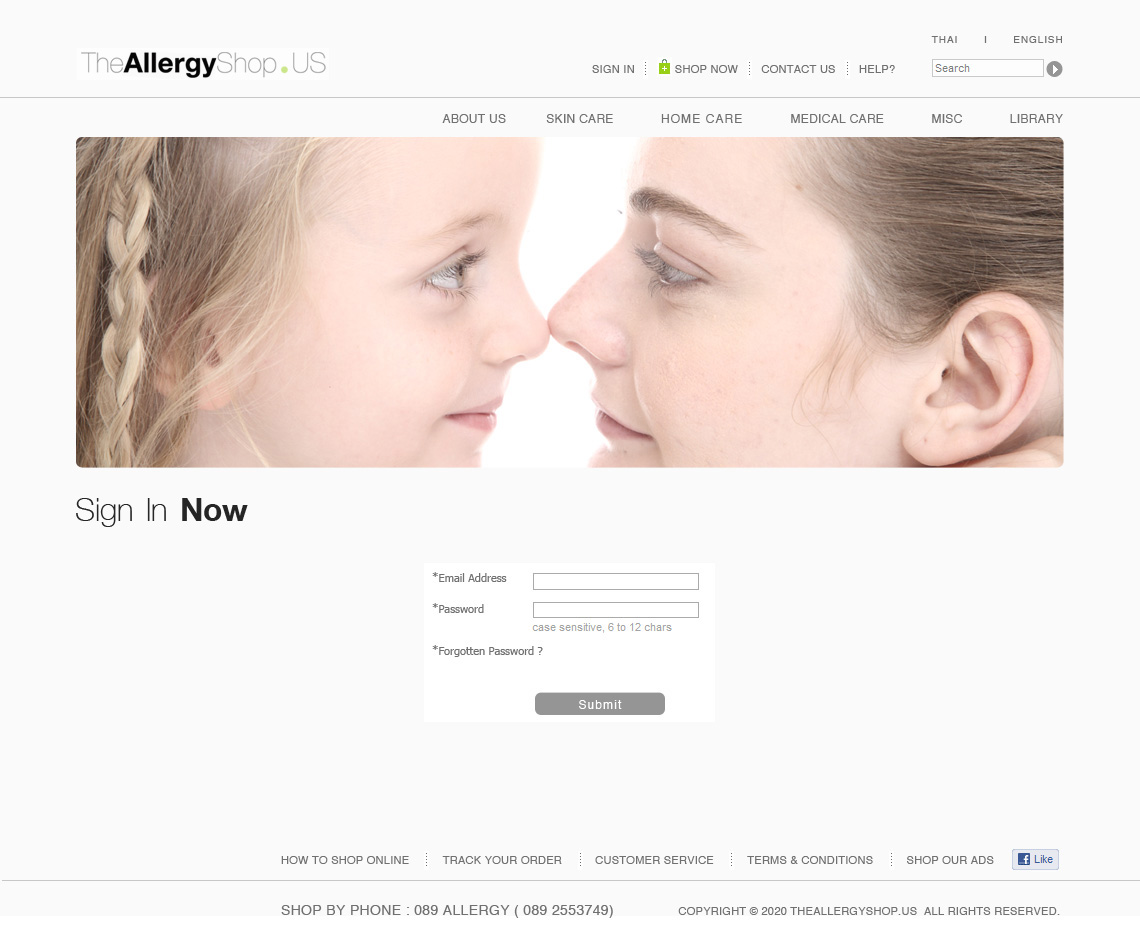 THAI I ENGLISH
TheAllergyShop.US
SIGN IN SHOP NOW CONTACT US HELP? Search
ABOUT US SKIN CARE HOME CARE MEDICAL CARE MISC LIBRARY
Sign In Now
*Email Address
*Password
case sensitive, 6 to 12 chars
*Forgotten Password ?
Submit
HOW TO SHOP ONLINE TRACK YOUR ORDER CUSTOMER SERVICE TERMS & CONDITIONS SHOP OUR ADS Like
SHOP BY PHONE : 089 ALLERGY ( 089 2553749) COPYRIGHT © 2020 THEALLERGYSHOP.US ALL RIGHTS RESERVED.